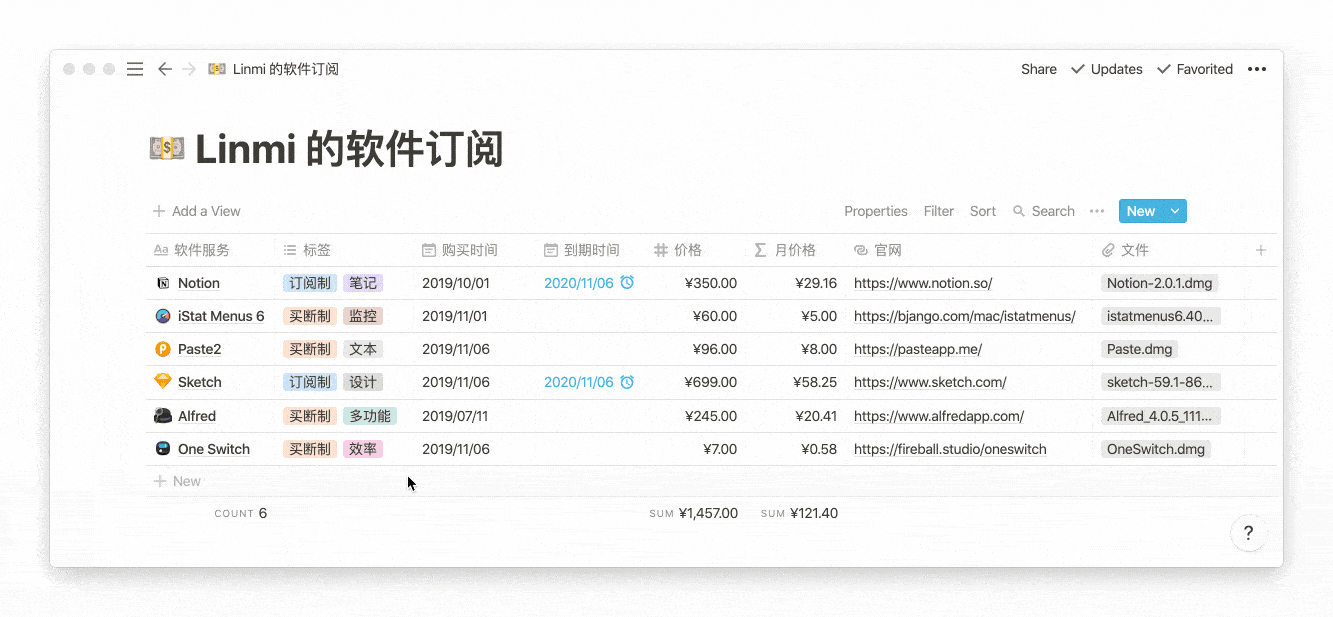 Linmi 的软件订阅 Share Updates Favorited
Linmi 的软件订阅
Add a View Properties Filter Sort Search New
Aa 软件服务 标签 购买时间 到期时间 价格 月价格 官网 文件
Notion 订阅制 笔记 2019/10/01 2020/11/06 ¥350.00 ¥29.16 https://www.notion.so/ Notion-2.0.1.dmg
iStat Menus 6 买断制 监控 2019/11/01 ¥60.00 ¥5.00 https://bjango.com/mac/istatmenus/ istatmenus6.40...
Paste2 买断制 文本 2019/11/06 ¥96.00 ¥8.00 https://pasteapp.me/ Paste.dmg
Sketch 订阅制 设计 2019/11/06 2020/11/06 ¥699.00 ¥58.25 https://www.sketch.com/ sketch-59.1-86...
Alfred 买断制 多功能 2019/07/11 ¥245.00 ¥20.41 https://www.alfredapp.com/ Alfred_4.0.5_111...
One Switch 买断制 效率 2019/11/06 ¥7.00 ¥0.58 https://fireball.studio/oneswitch OneSwitch.dmg
New
COUNT 6 SUM ¥1,457.00 SUM ¥121.40
?